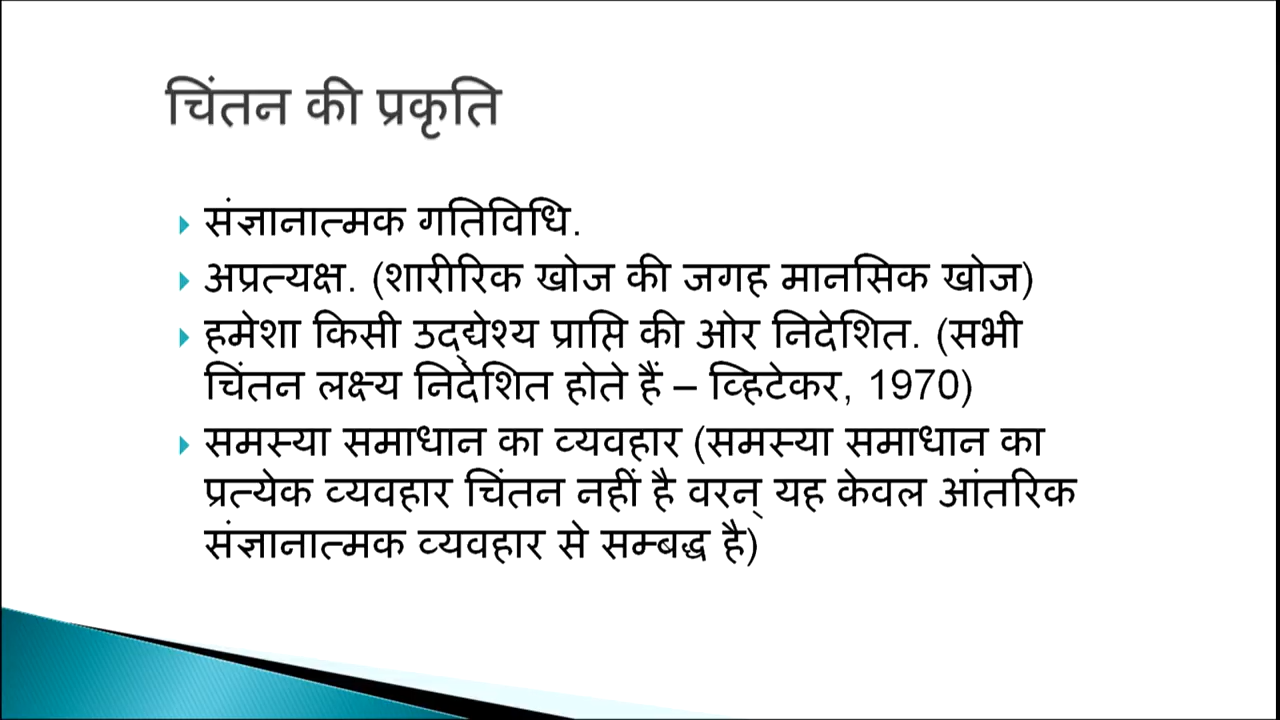 चिंतन की प्रकृति
संज्ञानात्मक गतिविधि.
अप्रत्यक्ष. (शारीरिक खोज की जगह मानसिक खोज)
हमेशा किसी उद्द्येश्य प्राप्ति की ओर निदेशित. (सभी
चिंतन लक्ष्य निदेशित होते हैं – व्हिटेकर, 1970)
समस्या समाधान का व्यवहार (समस्या समाधान का
प्रत्येक व्यवहार चिंतन नहीं है वरन् यह केवल आंतरिक
संज्ञानात्मक व्यवहार से सम्बद्ध है)